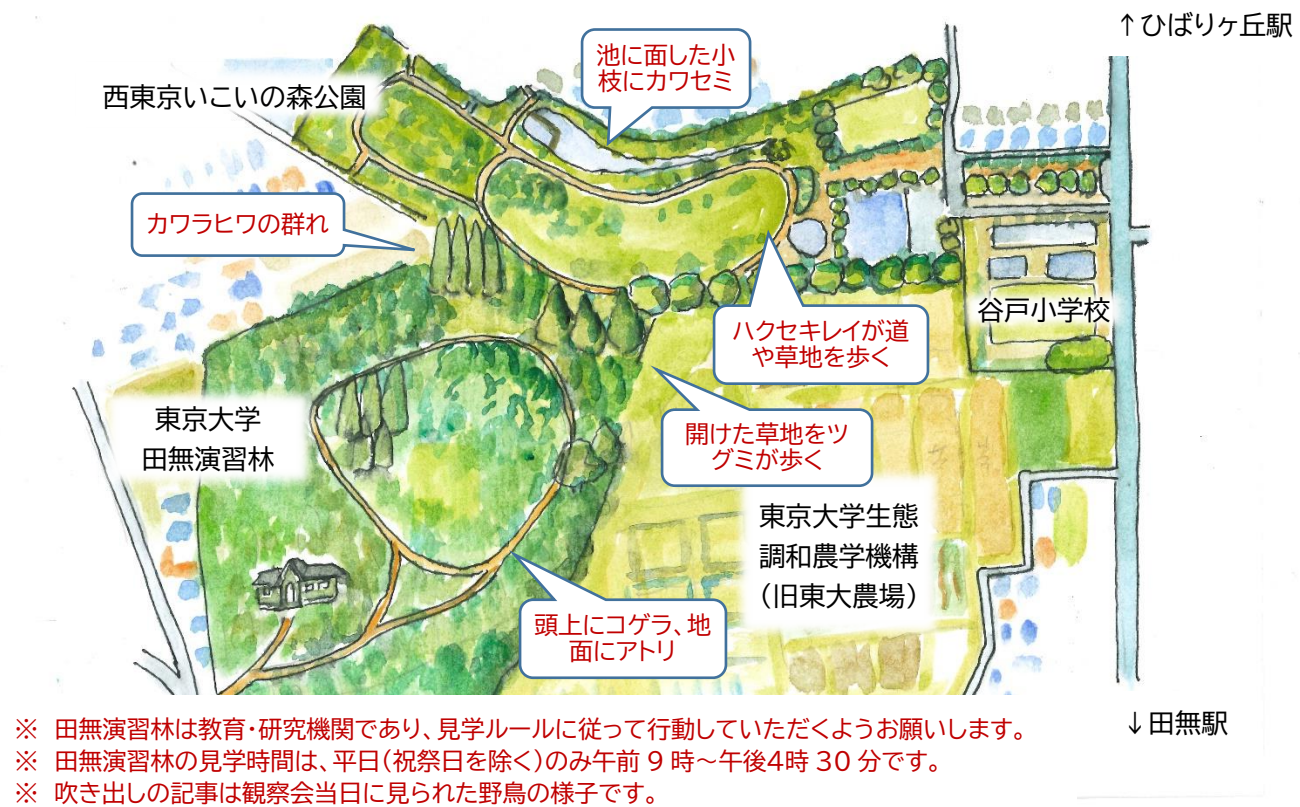 ↑ひばりヶ丘駅
池に面した小
枝にカワセミ
西東京いこいの森公園
カワラヒワの群れ
谷戸小学校
ハクセキレイが道
や草地を歩く
東京大学
田無演習林
開けた草地をツ
グミが歩く
東京大学生態
調和農学機構
（旧東大農場）
頭上にコゲラ、地
面にアトリ
↓田無駅
※ 田無演習林は教育・研究機関であり、見学ルールに従って行動していただくようお願いします。
※ 田無演習林の見学時間は、平日（祝祭日を除く）のみ午前 9 時～午後4時 30 分です。
※ 吹き出しの記事は観察会当日に見られた野鳥の様子です。